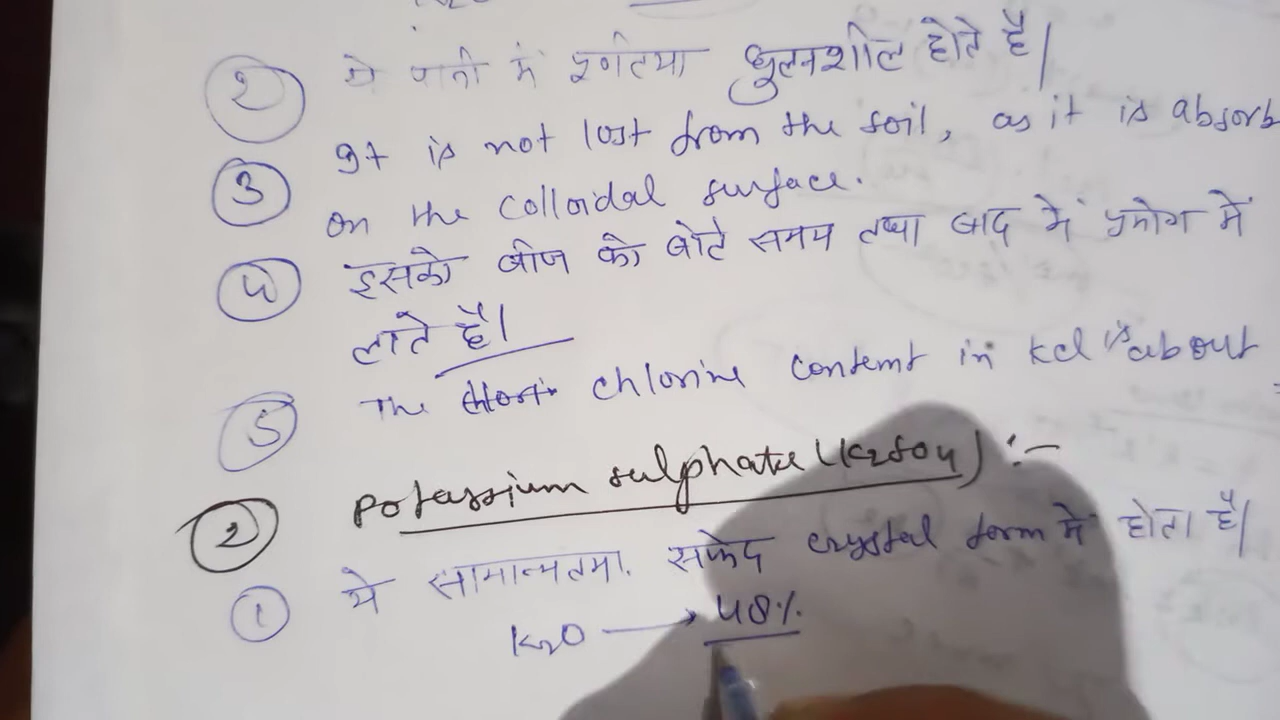 ② ये पानी में पूर्णतया घुलनशील होते है।
③ It is not lost from the soil, as it is absorb
on the colloidal surface.
④ इसको बीज को बोते समय तथा बाद में प्रयोग में
लाते है।
⑤ The chlorine content in kcl is about
② Potassium sulphate (K2SO4) :-
① ये सामान्यतया. सफेद crystal form मे होता है।
K2O → 48%